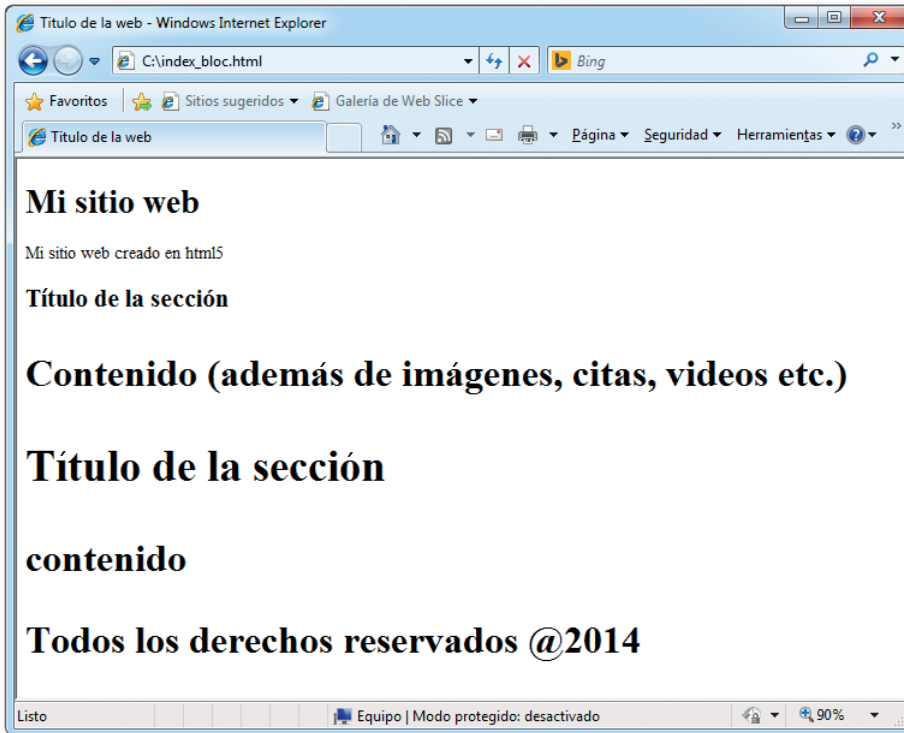 Titulo de la web - Windows Internet Explorer
C:\index_bloc.html
Bing
Favoritos Sitios sugeridos Galería de Web Slice
Titulo de la web Página Seguridad Herramientas »
Mi sitio web
Mi sitio web creado en html5
Título de la sección
Contenido (además de imágenes, citas, videos etc.)
Título de la sección
contenido
Todos los derechos reservados @2014
Listo Equipo | Modo protegido: desactivado 90%